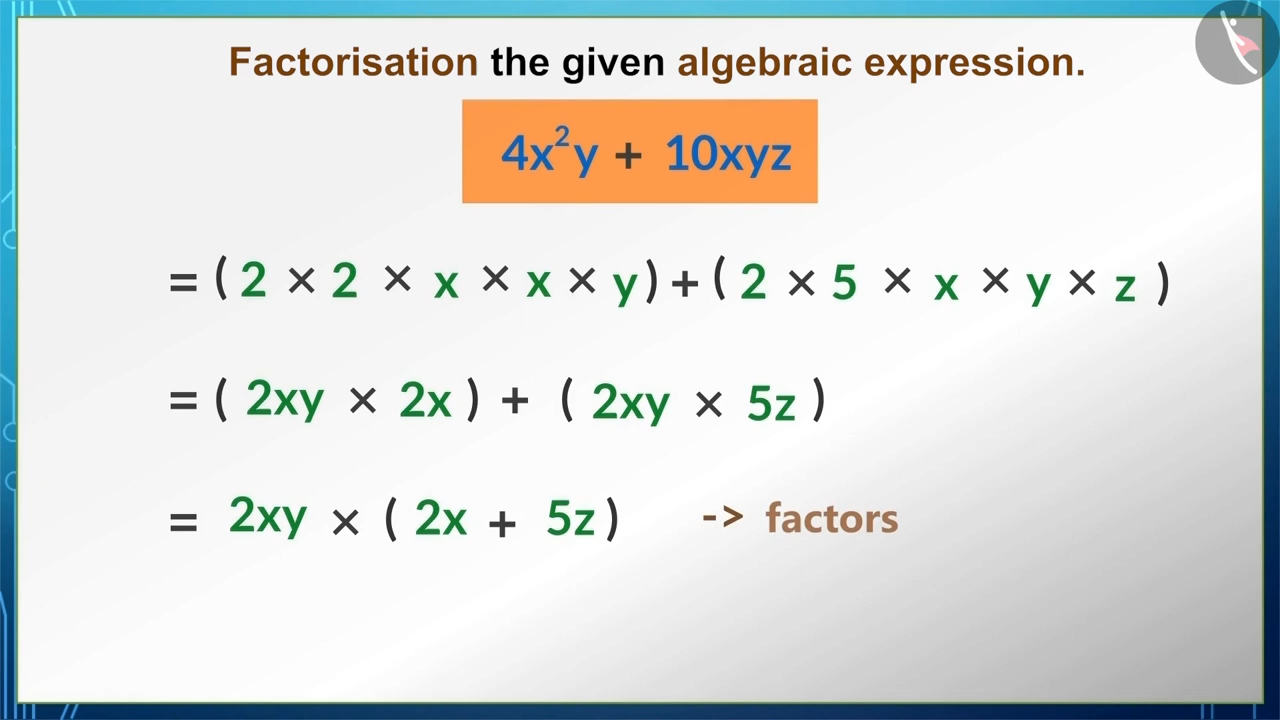 Factorisation the given algebraic expression.
4x²y + 10xyz
= ( 2 × 2 × x × x × y ) + ( 2 × 5 × x × y × z )
= ( 2xy × 2x ) + ( 2xy × 5z )
= 2xy × ( 2x + 5z ) -> factors